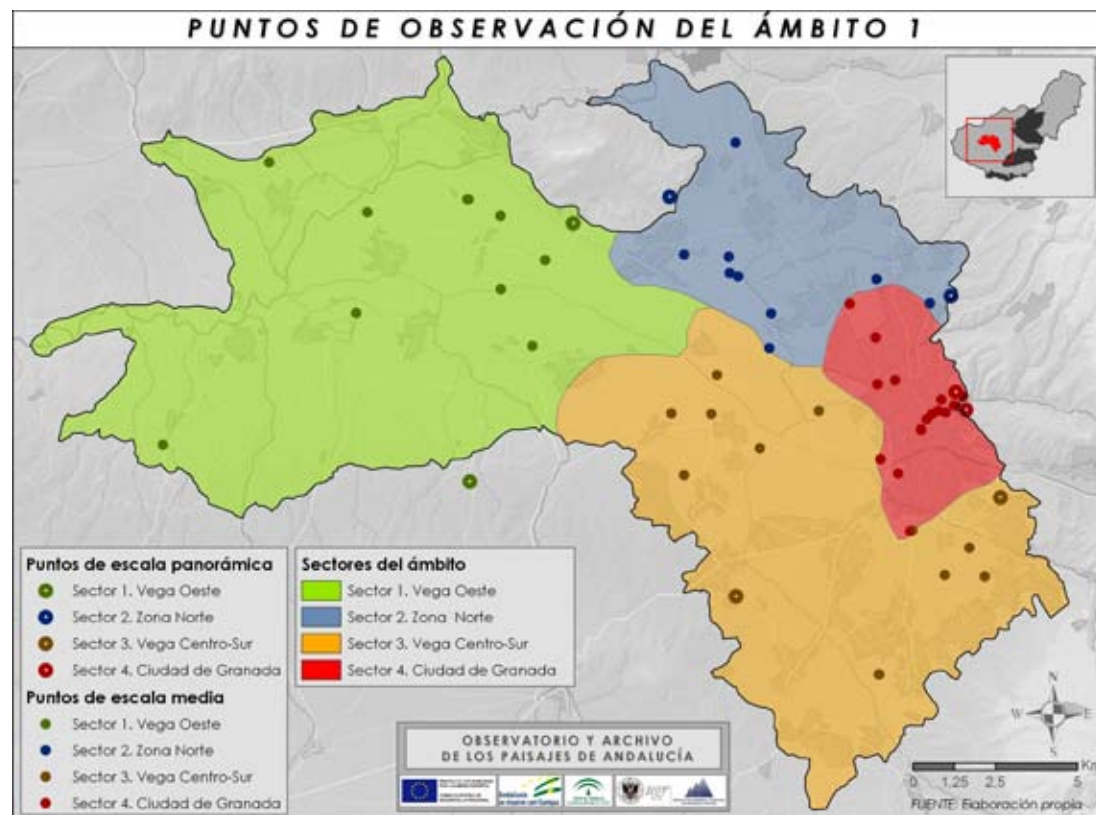 PUNTOS DE OBSERVACIÓN DEL ÁMBITO 1
Puntos de escala panorámica
Sector 1. Vega Oeste
Sector 2. Zona Norte
Sector 3. Vega Centro-Sur
Sector 4. Ciudad de Granada
Puntos de escala media
Sector 1. Vega Oeste
Sector 2. Zona Norte
Sector 3. Vega Centro-Sur
Sector 4. Ciudad de Granada
Sectores del ámbito
Sector 1. Vega Oeste
Sector 2. Zona Norte
Sector 3. Vega Centro-Sur
Sector 4. Ciudad de Granada
OBSERVATORIO Y ARCHIVO
DE LOS PAISAJES DE ANDALUCÍA
N
W E
S
Km
0 1,25 2,5 5
FUENTE: Elaboración propia